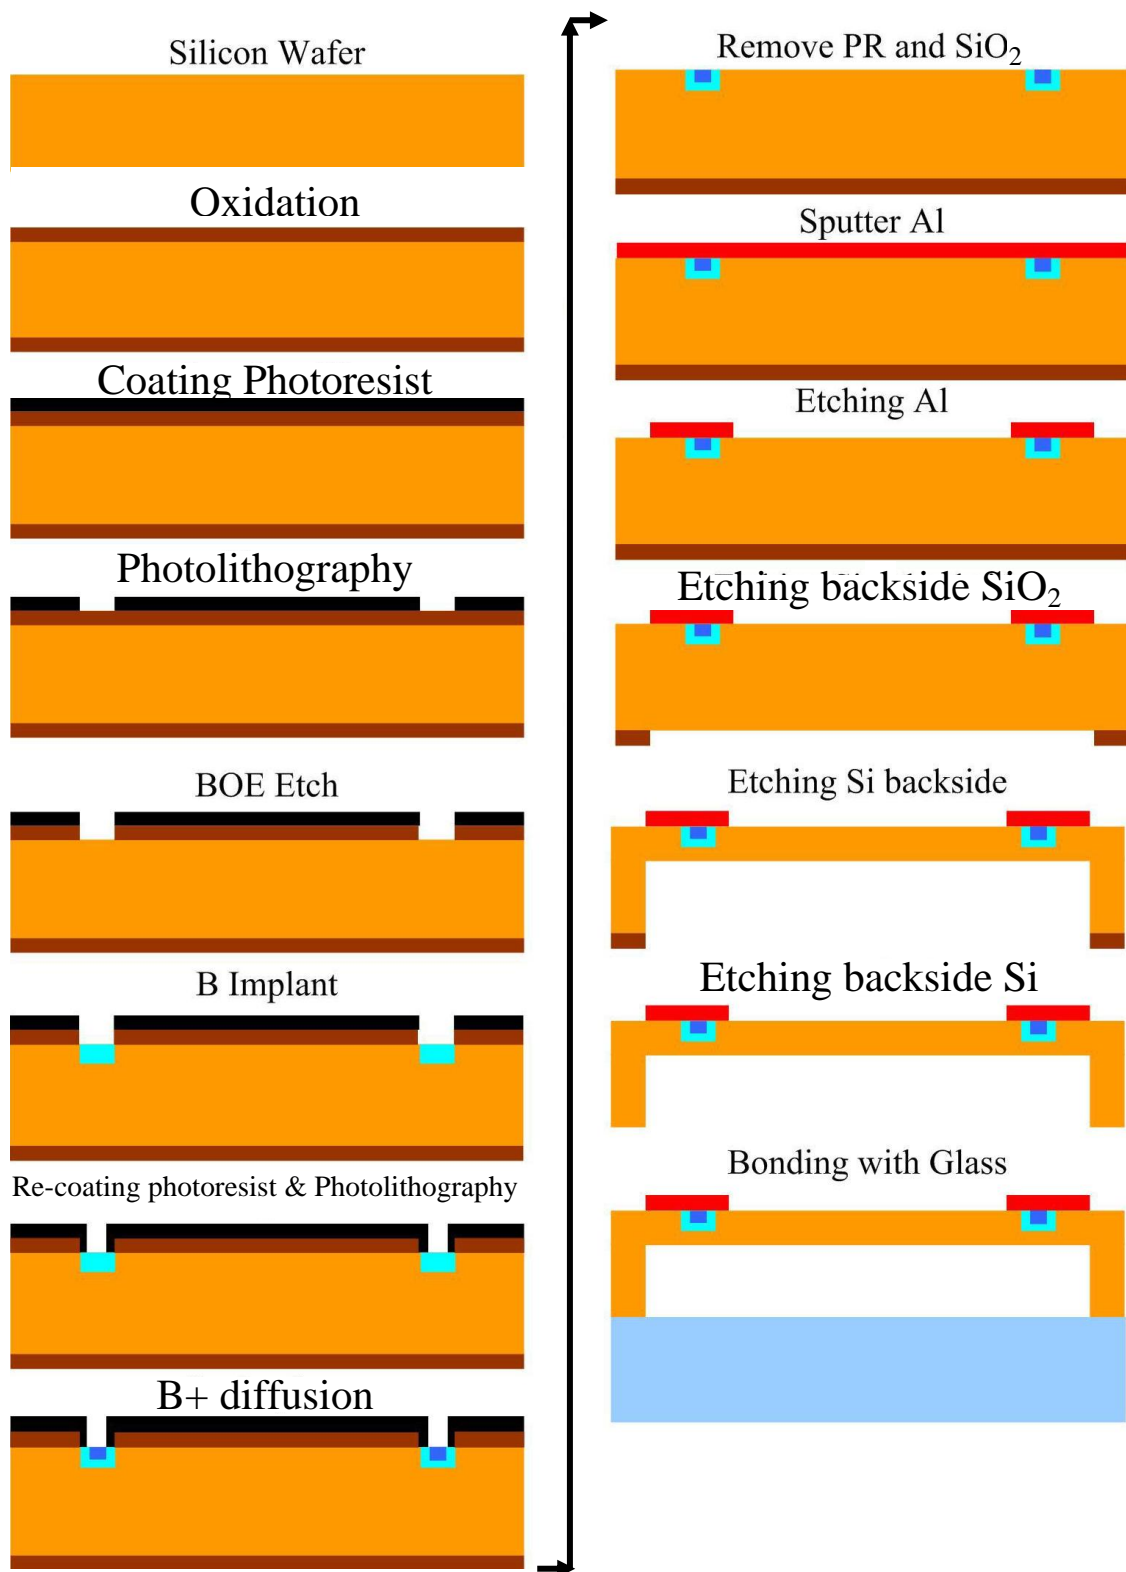 Silicon Wafer
Oxidation
Coating Photoresist
Photolithography
BOE Etch
B Implant
Re-coating photoresist & Photolithography
B+ diffusion
Remove PR and SiO₂
Sputter Al
Etching Al
Etching backside SiO₂
Etching Si backside
Etching backside Si
Bonding with Glass